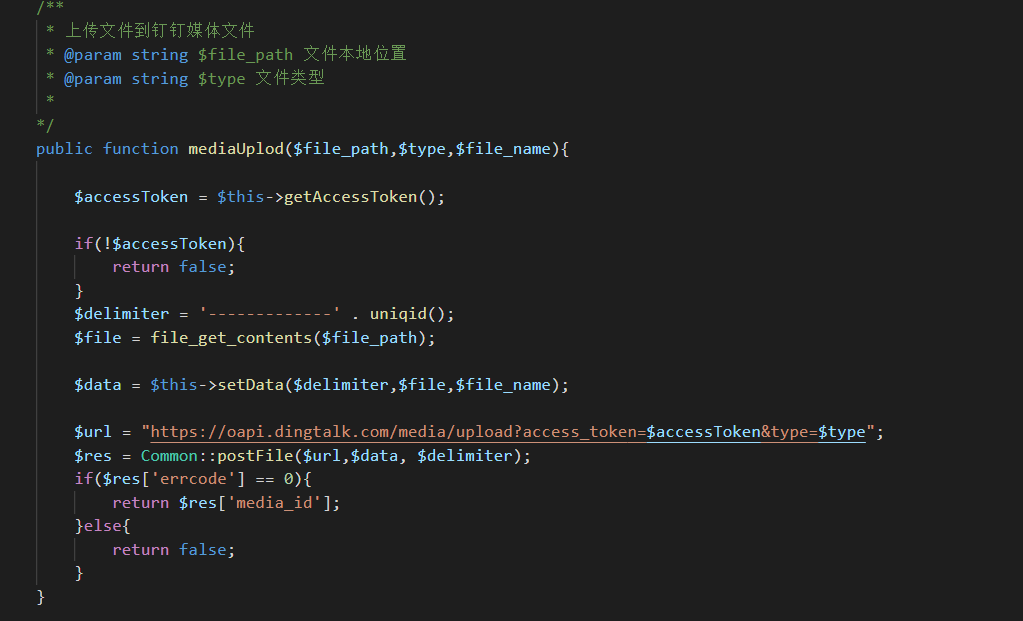 /**
* 上传文件到钉钉媒体文件
* @param string $file_path 文件本地位置
* @param string $type 文件类型
*
*/
public function mediaUplod($file_path,$type,$file_name){
$accessToken = $this->getAccessToken();
if(!$accessToken){
return false;
}
$delimiter = '-------------' . uniqid();
$file = file_get_contents($file_path);
$data = $this->setData($delimiter,$file,$file_name);
$url = "https://oapi.dingtalk.com/media/upload?access_token=$accessToken&type=$type";
$res = Common::postFile($url,$data, $delimiter);
if($res['errcode'] == 0){
return $res['media_id'];
}else{
return false;
}
}